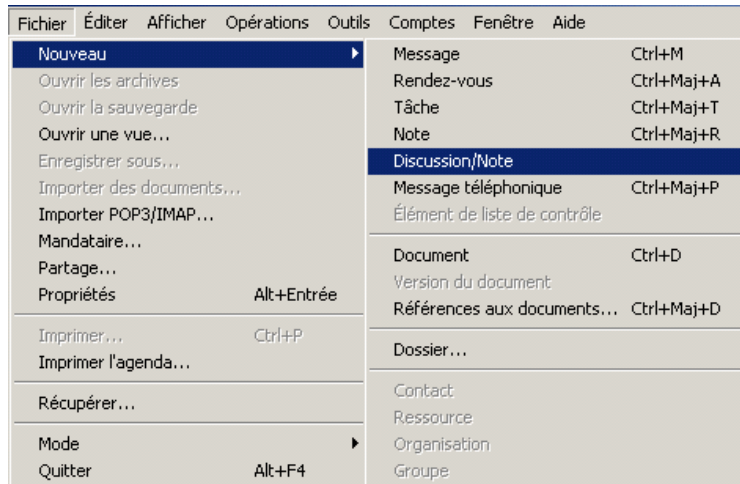 Fichier Éditer Afficher Opérations Outils Comptes Fenêtre Aide
Nouveau
Ouvrir les archives
Ouvrir la sauvegarde
Ouvrir une vue...
Enregistrer sous...
Importer des documents...
Importer POP3/IMAP...
Mandataire...
Partage...
Propriétés Alt+Entrée
Imprimer... Ctrl+P
Imprimer l'agenda...
Récupérer...
Mode
Quitter Alt+F4
Message Ctrl+M
Rendez-vous Ctrl+Maj+A
Tâche Ctrl+Maj+T
Note Ctrl+Maj+R
Discussion/Note
Message téléphonique Ctrl+Maj+P
Élément de liste de contrôle
Document Ctrl+D
Version du document
Références aux documents... Ctrl+Maj+D
Dossier...
Contact
Ressource
Organisation
Groupe